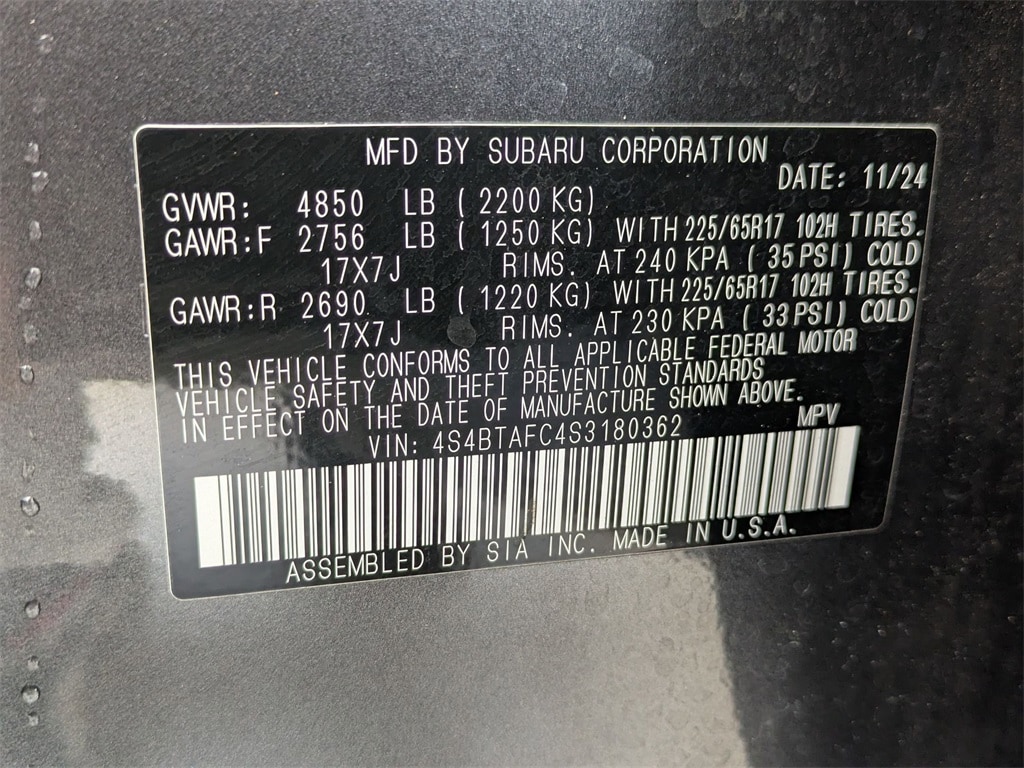 MFD BY SUBARU CORPORATION
DATE: 11/24
GVWR: 4850 LB ( 2200 KG)
GAWR:F 2756 LB ( 1250 KG) WITH 225/65R17 102H TIRES.
17X7J RIMS. AT 240 KPA ( 35 PSI) COLD
GAWR:R 2690 LB ( 1220 KG) WITH 225/65R17 102H TIRES.
17X7J RIMS. AT 230 KPA ( 33 PSI) COLD
THIS VEHICLE CONFORMS TO ALL APPLICABLE FEDERAL MOTOR
VEHICLE SAFETY AND THEFT PREVENTION STANDARDS
IN EFFECT ON THE DATE OF MANUFACTURE SHOWN ABOVE.
VIN: 4S4BTAFC4S3180362 MPV
ASSEMBLED BY SIA INC. MADE IN U.S.A.